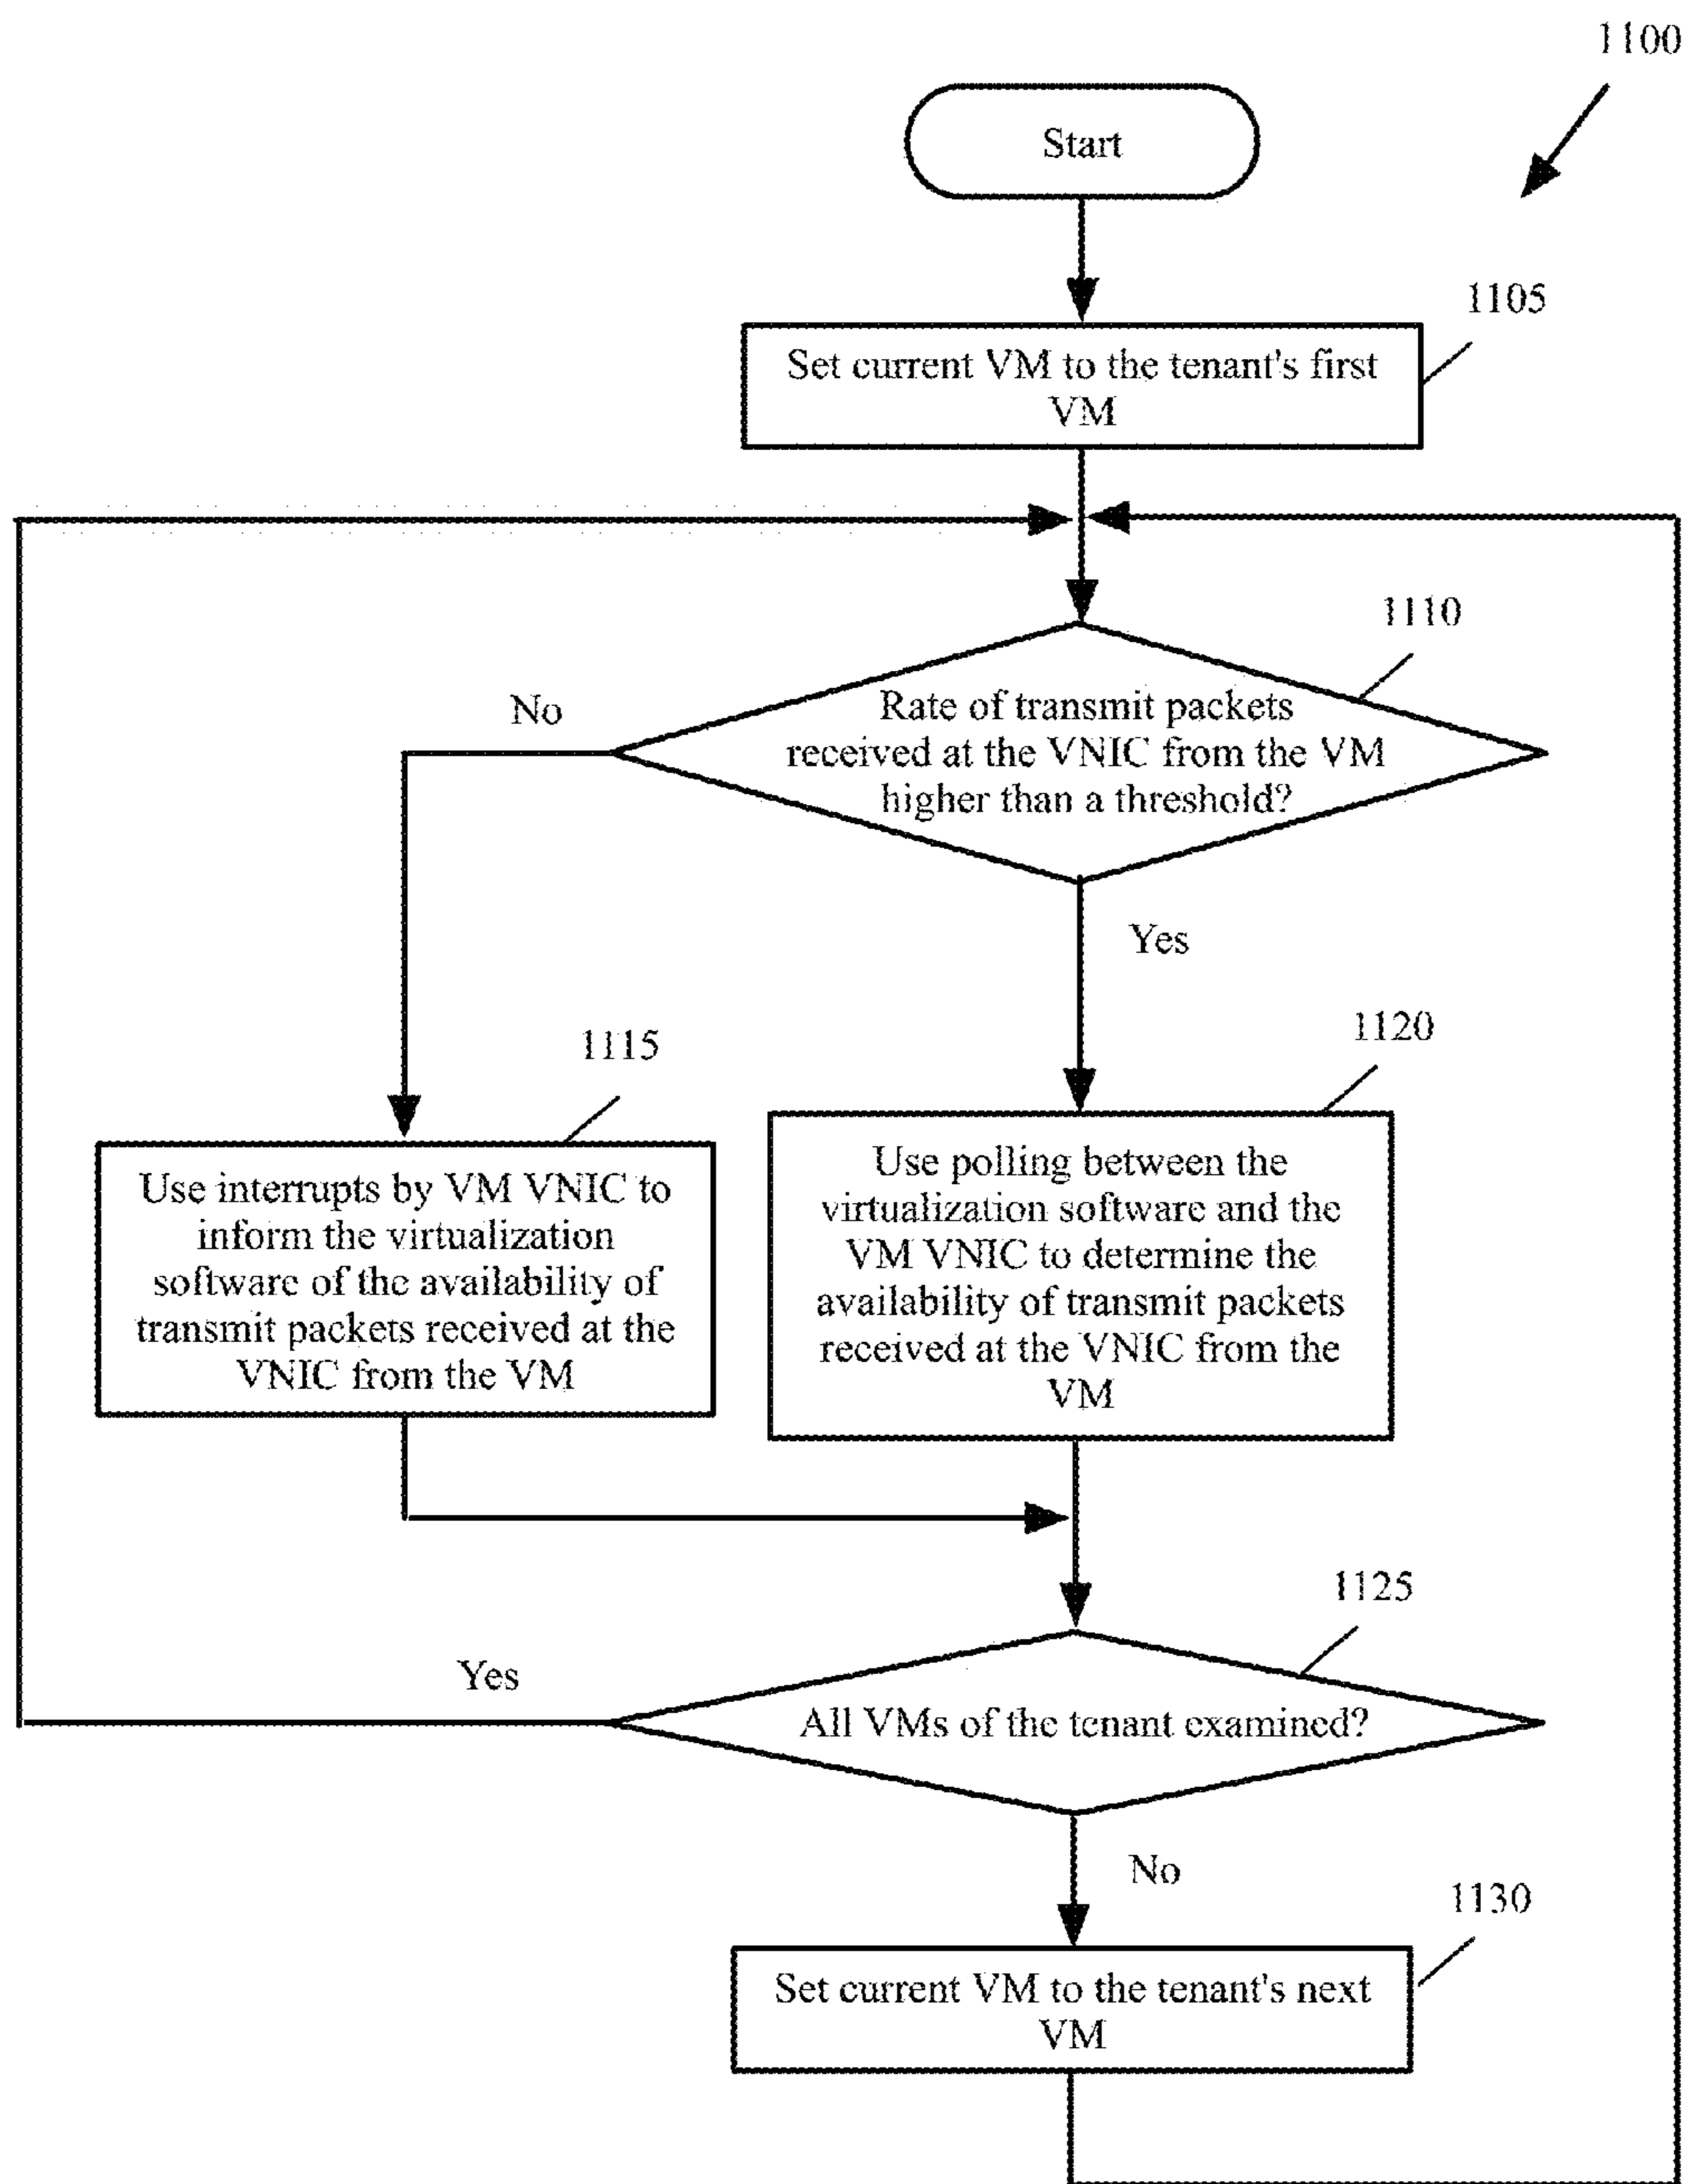 1100
Start
1105
Set current VM to the tenant's first
VM
1110
No
Rate of transmit packets
received at the VNIC from the VM
higher than a threshold?
Yes
1115
1120
Use interrupts by VM VNIC to
inform the virtualization
software of the availability of
transmit packets received at the
VNIC from the VM
Use polling between the
virtualization software and the
VM VNIC to determine the
availability of transmit packets
received at the VNIC from the
VM
1125
Yes
All VMs of the tenant examined?
No
1130
Set current VM to the tenant's next
VM